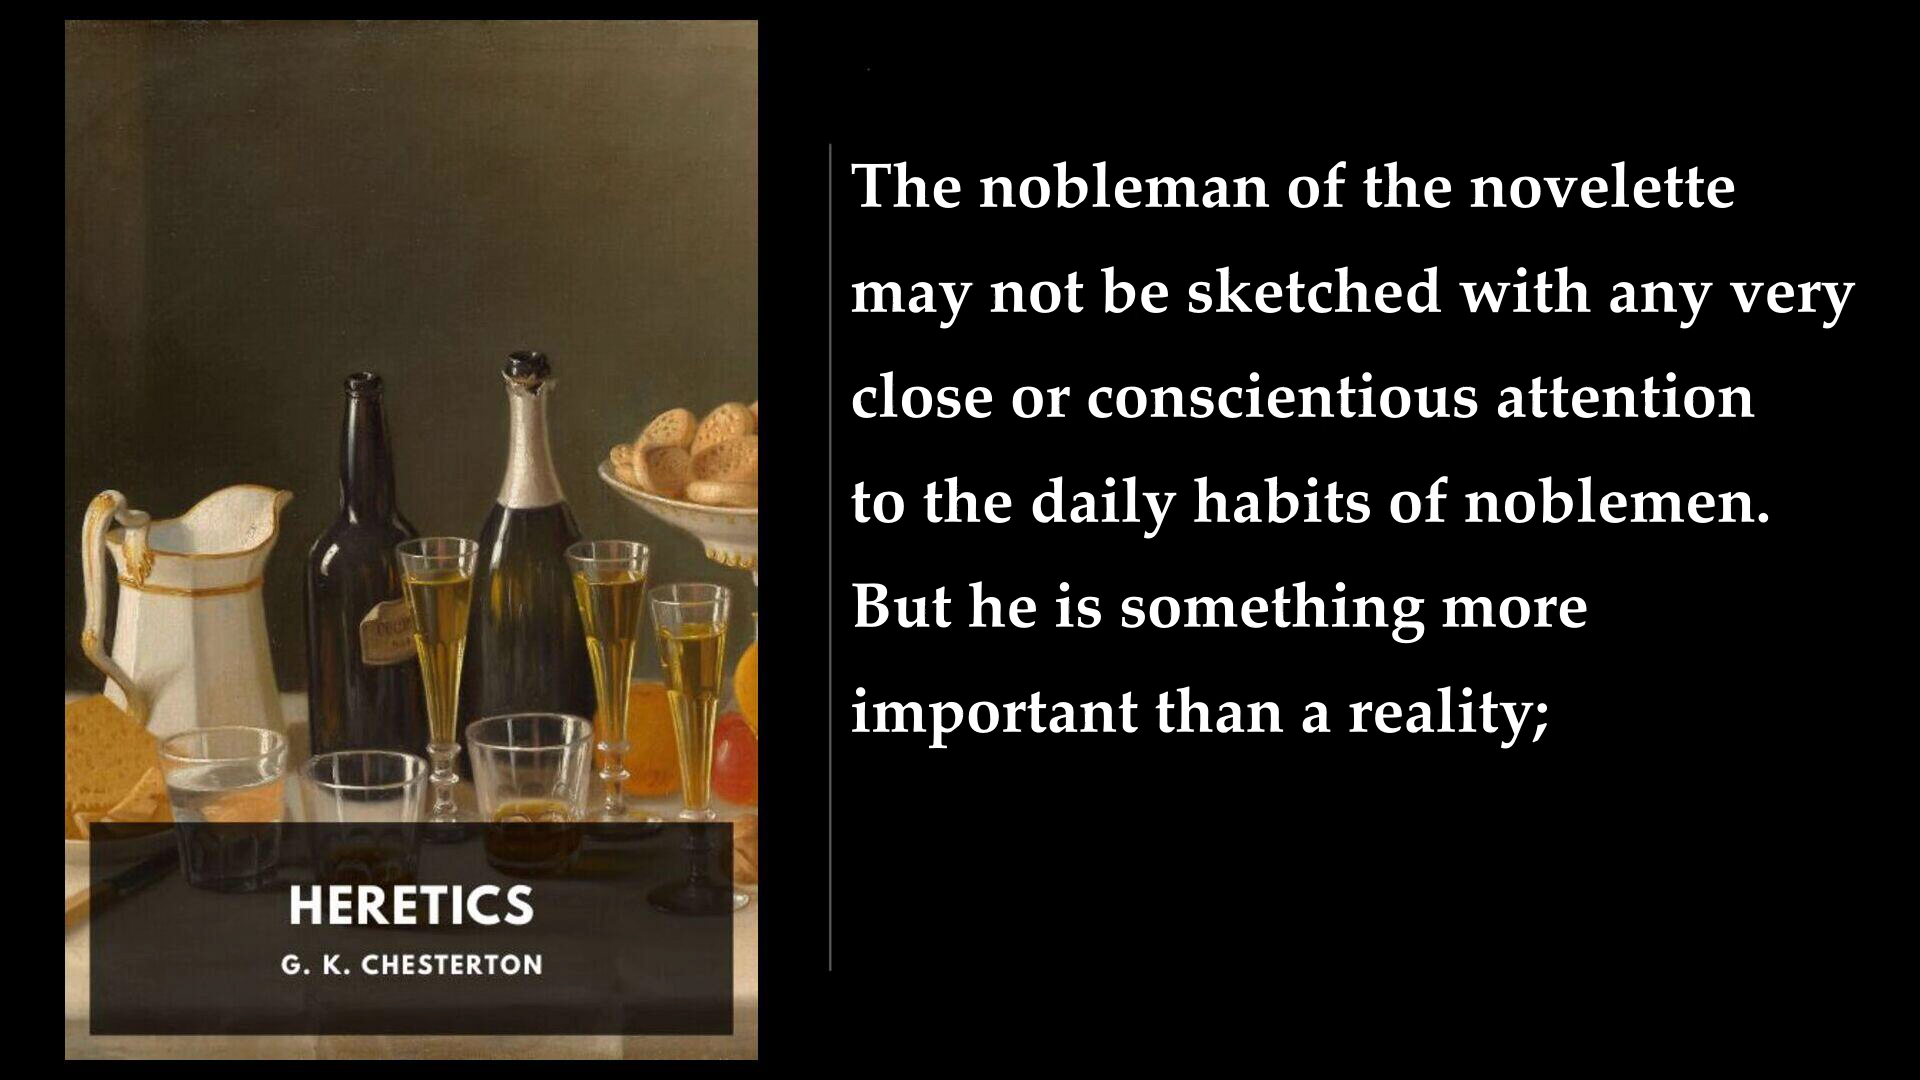 The nobleman of the novelette
may not be sketched with any very
close or conscientious attention
to the daily habits of noblemen.
But he is something more
important than a reality;
HERETICS
G. K. CHESTERTON